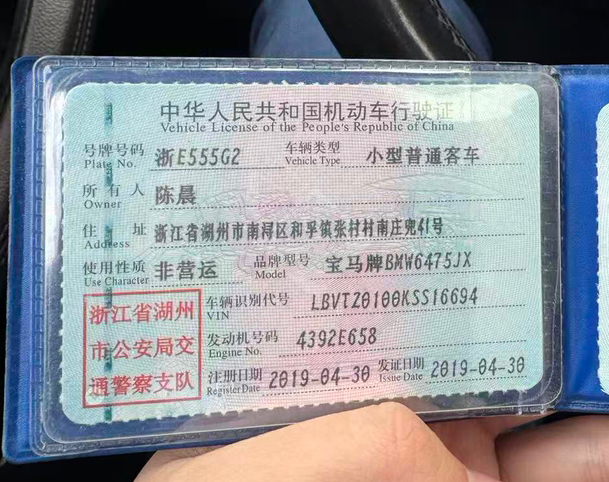 中华人民共和国机动车行驶证
Vehicle License of the People's Republic of China
号牌号码 浙E555G2 车辆类型 小型普通客车
Plate No. Vehicle Type
所有人 陈晨
Owner
住址 浙江省湖州市南浔区和孚镇张村村南庄兜41号
Address
使用性质 非营运 品牌型号 宝马牌BMW6475JX
Use Character Model
浙江省湖州
市公安局交
通警察支队
车辆识别代号 LBVTZ0100KSS16694
VIN
发动机号码 4392E658
Engine No.
注册日期 2019-04-30 发证日期 2019-04-30
Register Date Issue Date